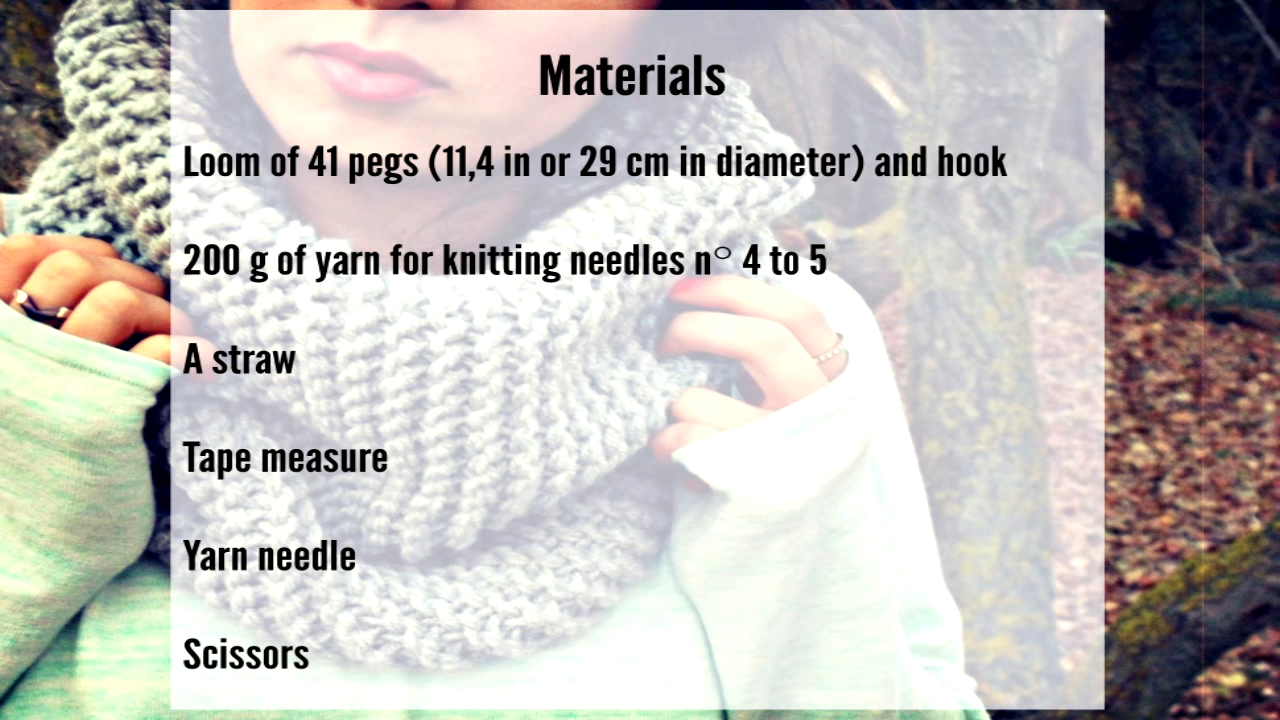 Materials
Loom of 41 pegs (11,4 in or 29 cm in diameter) and hook
200 g of yarn for knitting needles n° 4 to 5
A straw
Tape measure
Yarn needle
Scissors